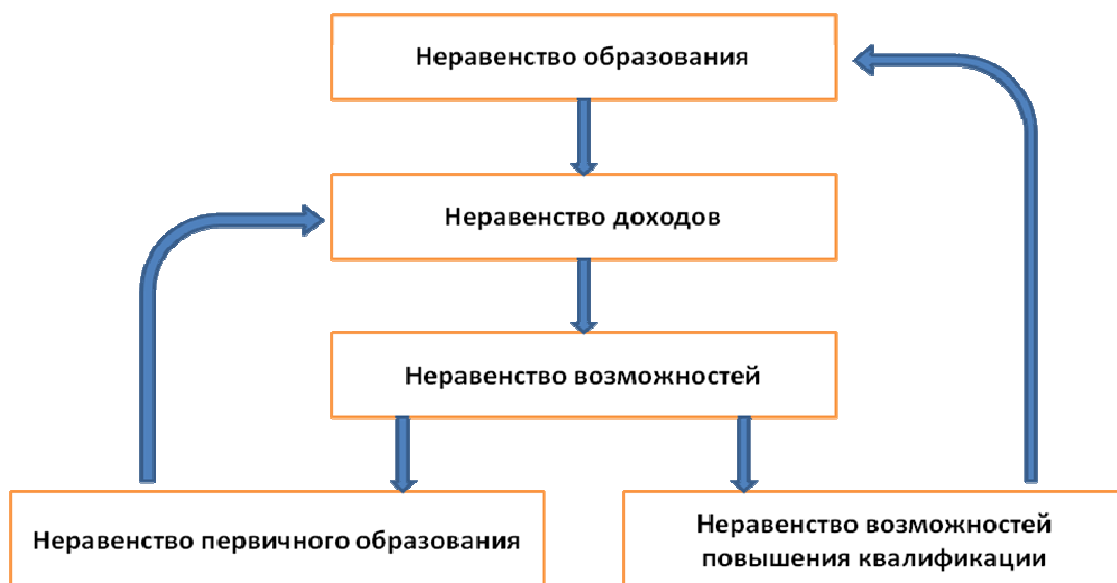 Неравенство образования
Неравенство доходов
Неравенство возможностей
Неравенство первичного образования
Неравенство возможностей
повышения квалификации